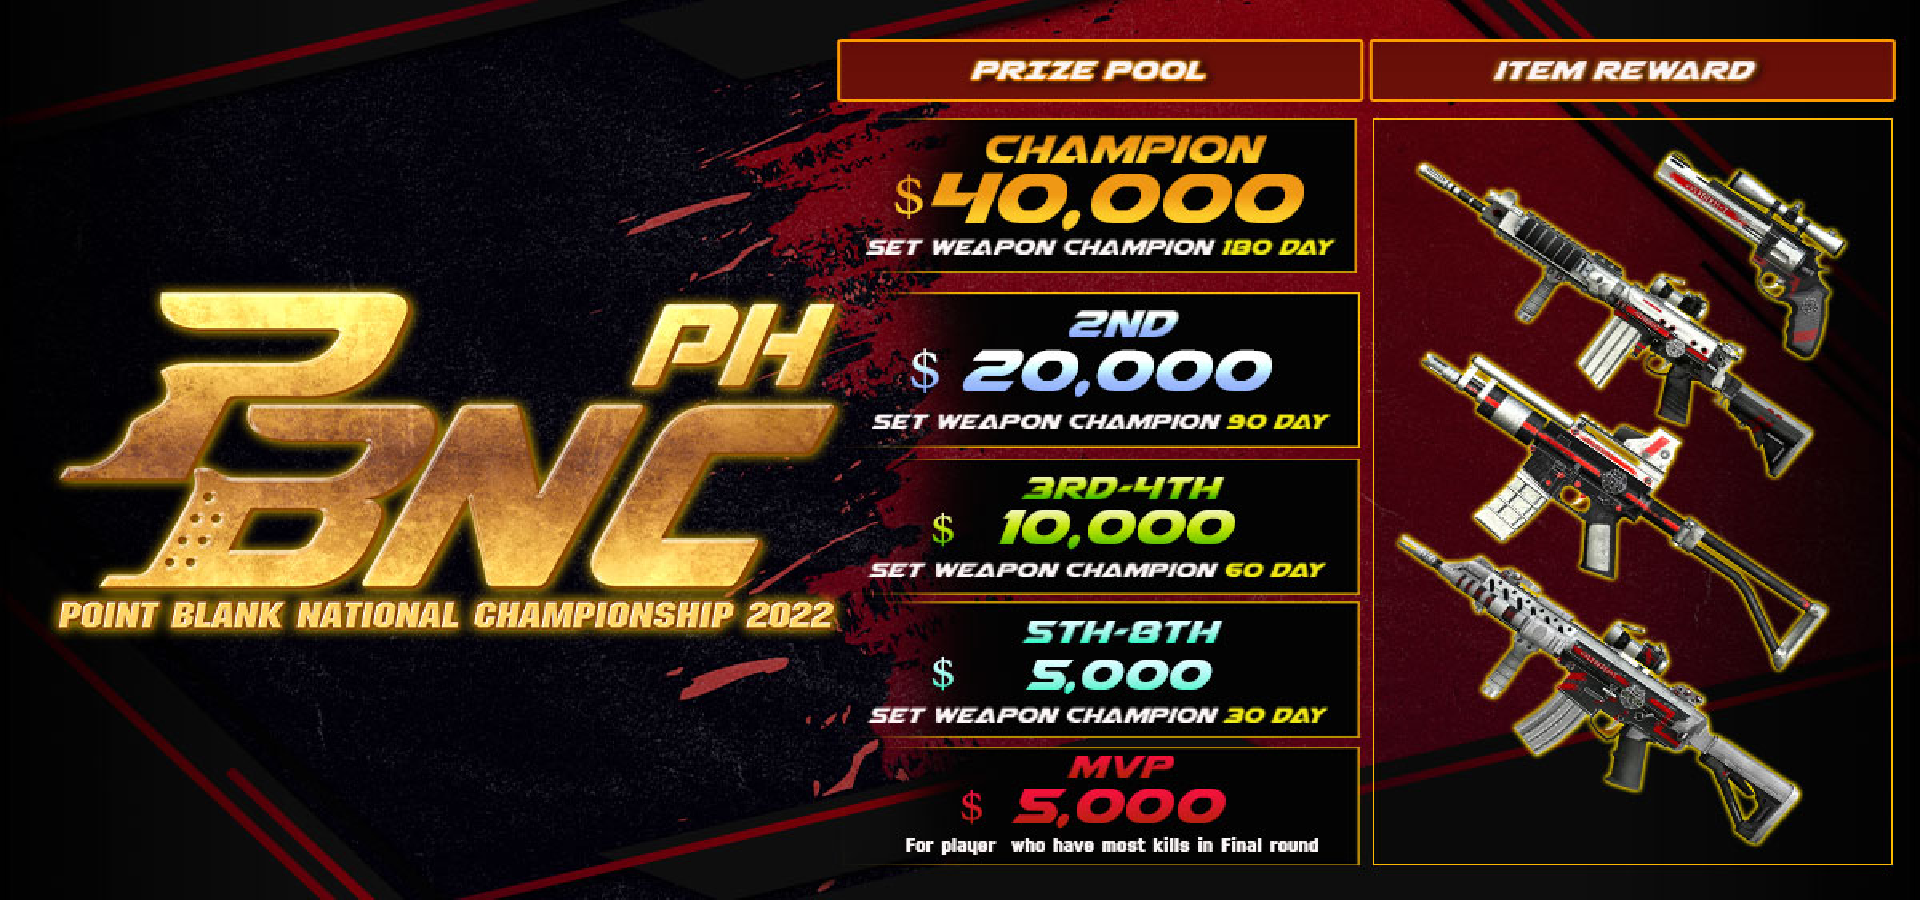 PH
PBNC
POINT BLANK NATIONAL CHAMPIONSHIP 2022
PRIZE POOL
CHAMPION
$ 40,000
SET WEAPON CHAMPION 180 DAY
2ND
$ 20,000
SET WEAPON CHAMPION 90 DAY
3RD-4TH
$ 10,000
SET WEAPON CHAMPION 60 DAY
5TH-8TH
$ 5,000
SET WEAPON CHAMPION 30 DAY
MVP
$ 5,000
For player who have most kills in Final round
ITEM REWARD